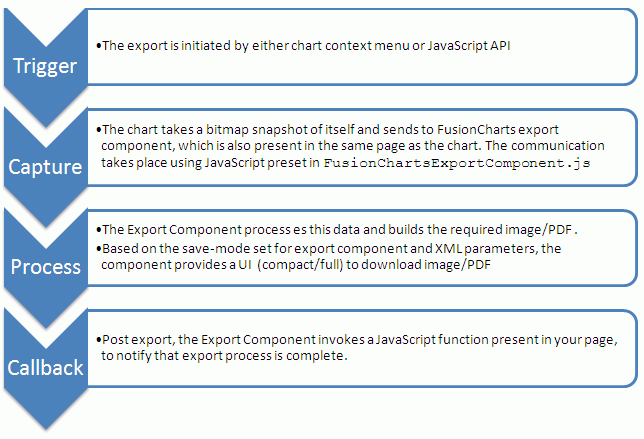 Trigger
•The export is initiated by either chart context menu or JavaScript API
Capture
•The chart takes a bitmap snapshot of itself and sends to FusionCharts export
component, which is also present in the same page as the chart. The communication
takes place using JavaScript preset in FusionChartsExportComponent.js
Process
•The Export Component process es this data and builds the required image/PDF .
•Based on the save-mode set for export component and XML parameters, the
component provides a UI (compact/full) to download image/PDF
Callback
•Post export, the Export Component invokes a JavaScript function present in your page,
to notify that export process is complete.